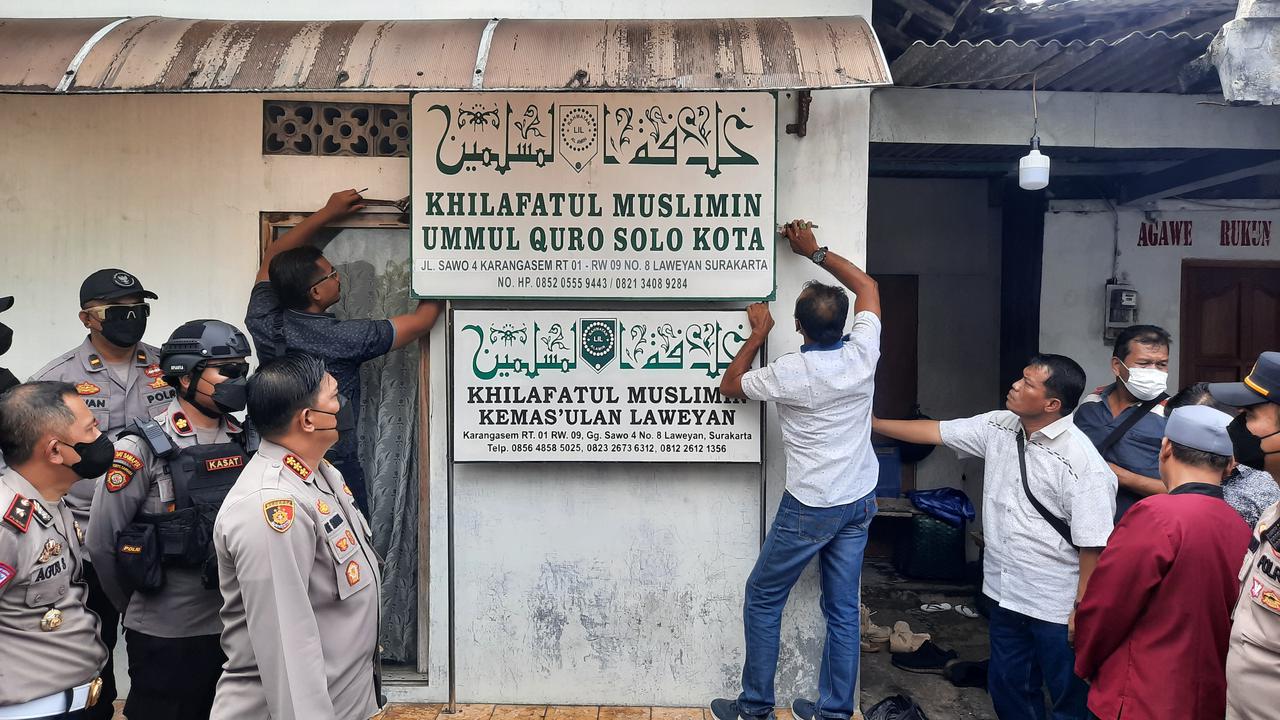 خلافة المسلمين
LIL
KHILAFATUL MUSLIMIN
UMMUL QURO SOLO KOTA
JL. SAWO 4 KARANGASEM RT 01 - RW 09 NO. 8 LAWEYAN SURAKARTA
NO. HP. 0852 0555 9443 / 0821 3408 9284
خلافة المسلمين
LIL
KHILAFATUL MUSLIMIN
KEMAS'ULAN LAWEYAN
Karangasem RT. 01 RW. 09, Gg. Sawo 4 No. 8 Laweyan, Surakarta
Telp. 0856 4858 5025, 0823 2673 6312, 0812 2612 1356
AGAWE RUKUN
KASAT
AGUS